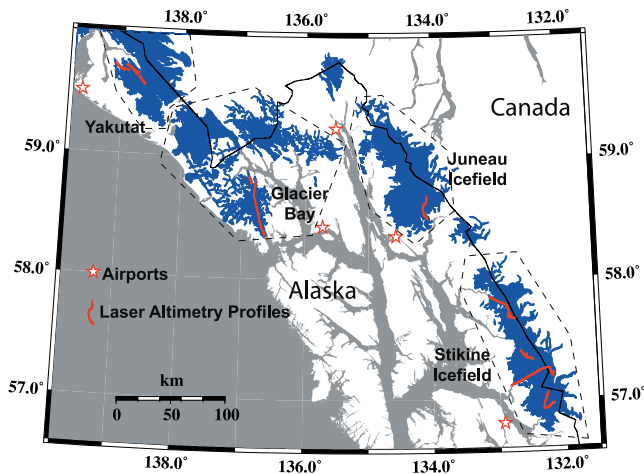 138.0° 136.0° 134.0° 132.0°
Canada
59.0° Yakutat 59.0°
Juneau
Icefield
Glacier
Bay
58.0° Airports 58.0°
Alaska
Laser Altimetry Profiles
Stikine
Icefield
57.0° km 57.0°
0 50 100
138.0° 136.0° 134.0° 132.0°